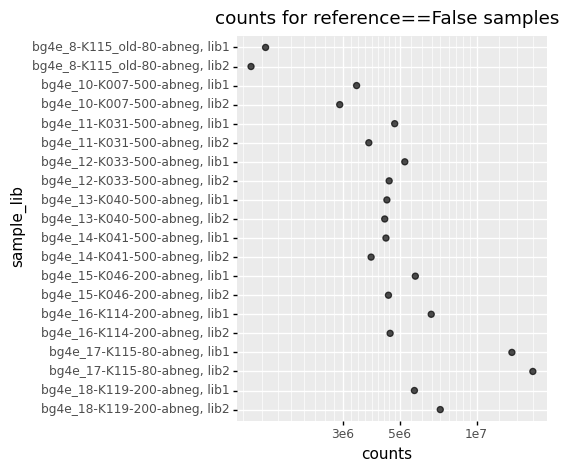 counts for reference==False samples
sample_lib
bg4e_8-K115_old-80-abneg, lib1
bg4e_8-K115_old-80-abneg, lib2
bg4e_10-K007-500-abneg, lib1
bg4e_10-K007-500-abneg, lib2
bg4e_11-K031-500-abneg, lib1
bg4e_11-K031-500-abneg, lib2
bg4e_12-K033-500-abneg, lib1
bg4e_12-K033-500-abneg, lib2
bg4e_13-K040-500-abneg, lib1
bg4e_13-K040-500-abneg, lib2
bg4e_14-K041-500-abneg, lib1
bg4e_14-K041-500-abneg, lib2
bg4e_15-K046-200-abneg, lib1
bg4e_15-K046-200-abneg, lib2
bg4e_16-K114-200-abneg, lib1
bg4e_16-K114-200-abneg, lib2
bg4e_17-K115-80-abneg, lib1
bg4e_17-K115-80-abneg, lib2
bg4e_18-K119-200-abneg, lib1
bg4e_18-K119-200-abneg, lib2
3e6 5e6 1e7
counts